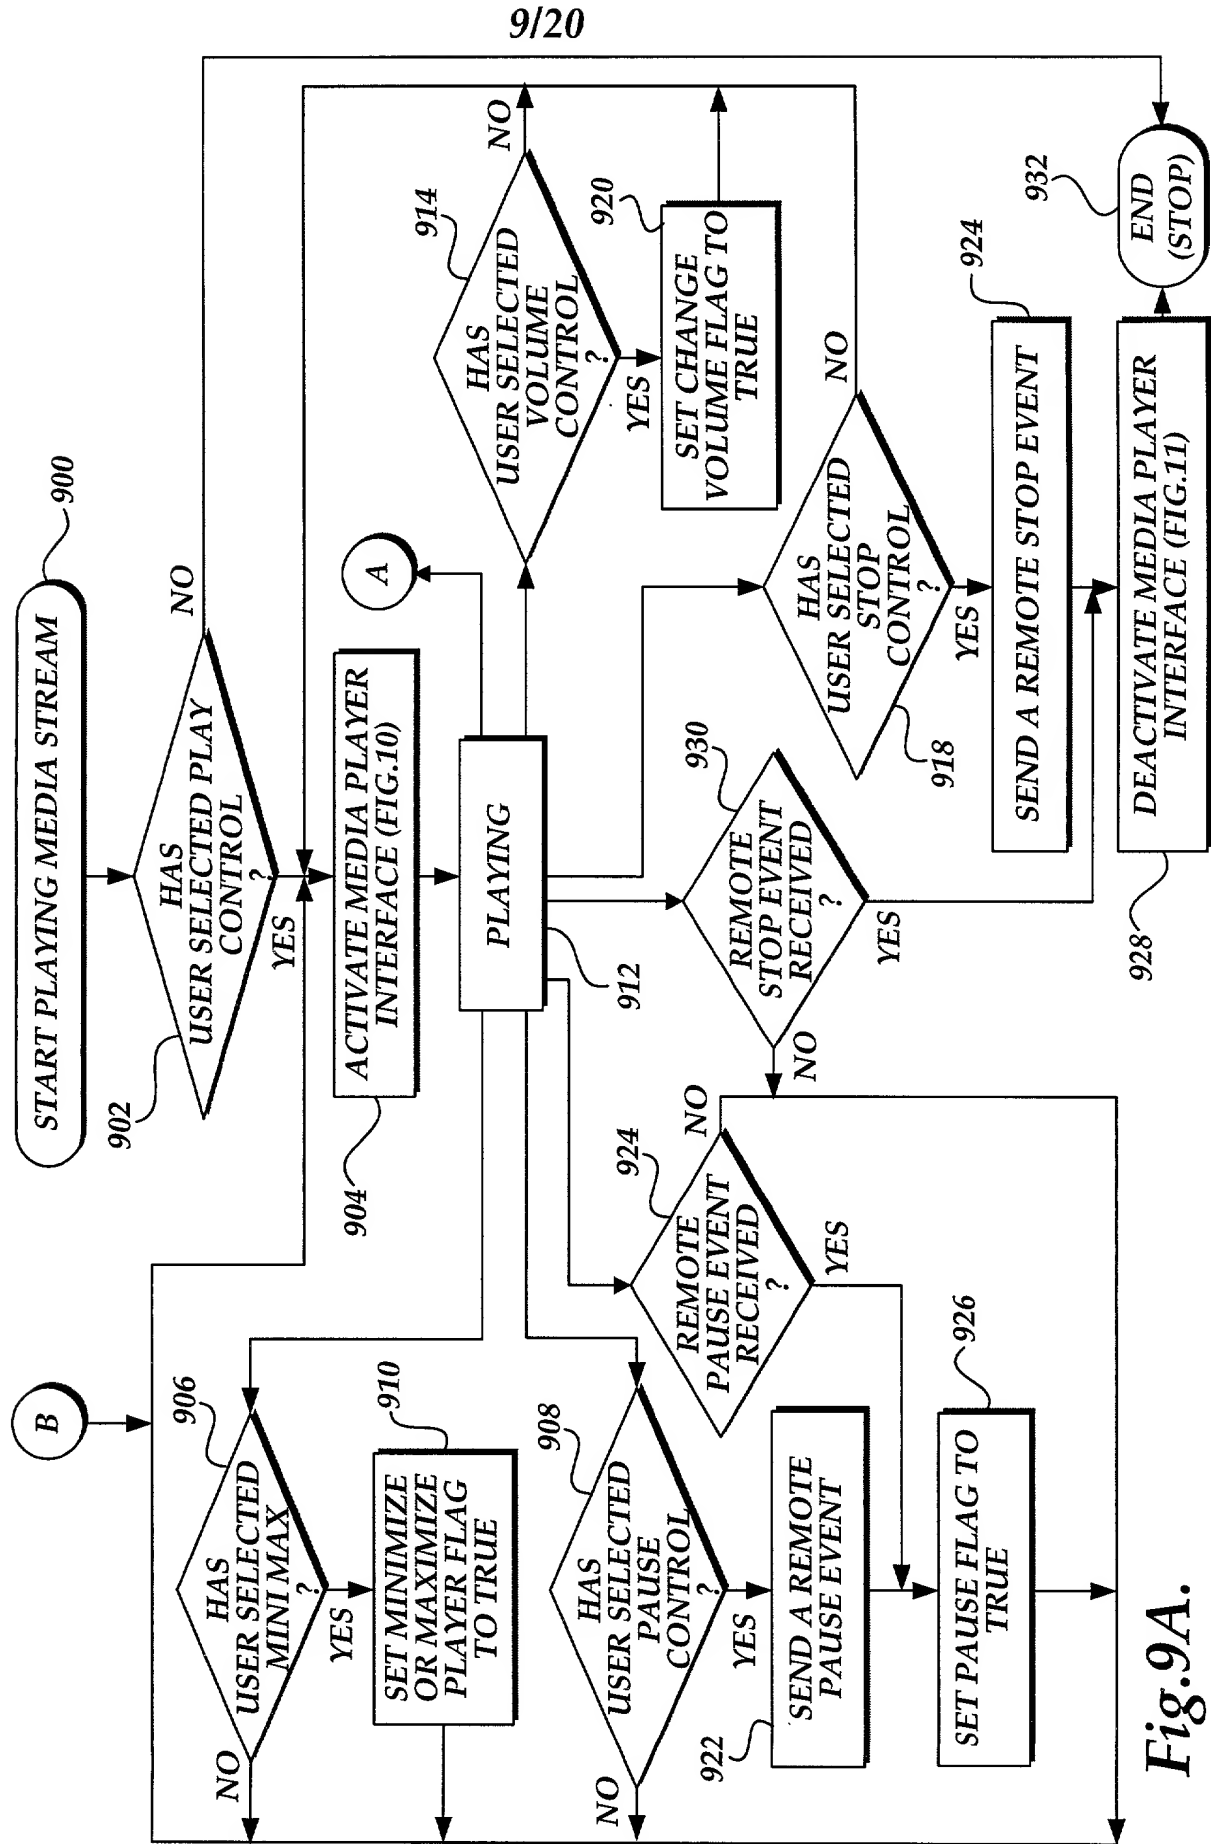 9/20
START PLAYING MEDIA STREAM
900
HAS
USER SELECTED PLAY
CONTROL
?
902
NO
YES
B
ACTIVATE MEDIA PLAYER
INTERFACE (FIG.10)
904
A
PLAYING
912
HAS
USER SELECTED
MINI MAX
?
906
NO
YES
SET MINIMIZE
OR MAXIMIZE
PLAYER FLAG
TO TRUE
910
HAS
USER SELECTED
PAUSE
CONTROL
?
908
NO
YES
SEND A REMOTE
PAUSE EVENT
922
REMOTE
PAUSE EVENT
RECEIVED
?
924
NO
YES
SET PAUSE FLAG TO
TRUE
926
REMOTE
STOP EVENT
RECEIVED
?
930
NO
YES
HAS
USER SELECTED
VOLUME
CONTROL
?
914
NO
YES
SET CHANGE
VOLUME FLAG TO
TRUE
920
HAS
USER SELECTED
STOP
CONTROL
?
918
NO
YES
SEND A REMOTE STOP EVENT
924
DEACTIVATE MEDIA PLAYER
INTERFACE (FIG.11)
928
END
(STOP)
932
Fig.9A.